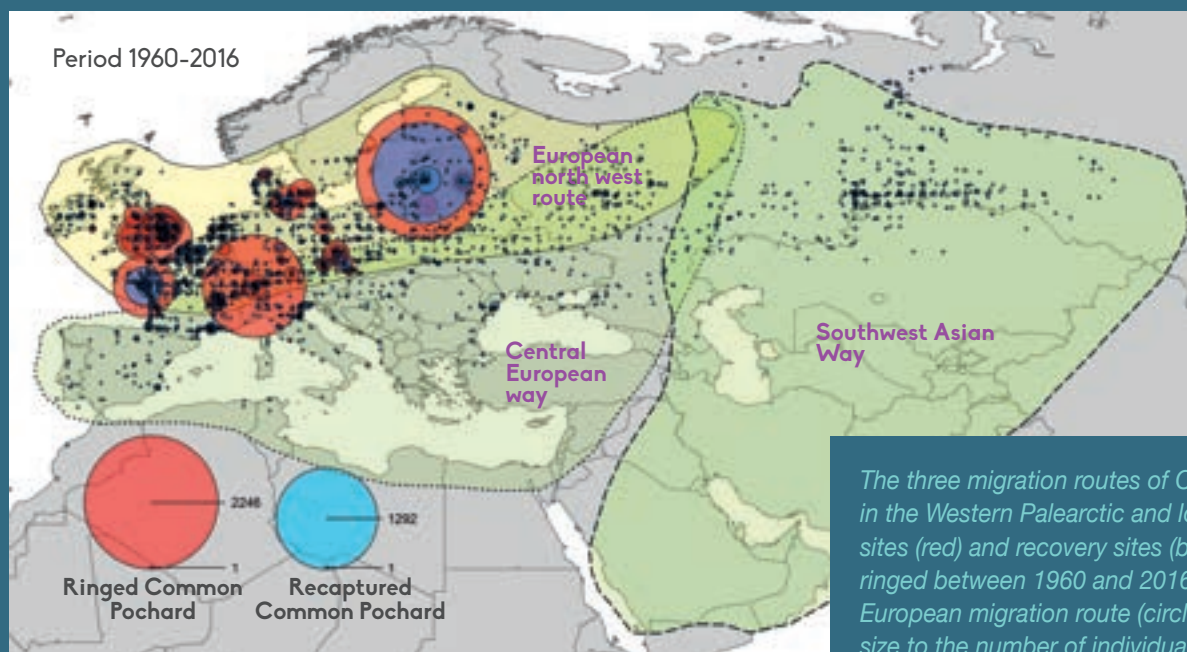 Period 1960-2016
European
north west
route
Central
European
way
Southwest Asian
Way
2246
1
Ringed Common
Pochard
1292
1
Recaptured
Common Pochard
The three migration routes of C
in the Western Palearctic and lo
sites (red) and recovery sites (b
ringed between 1960 and 2016
European migration route (circl
size to the number of individua